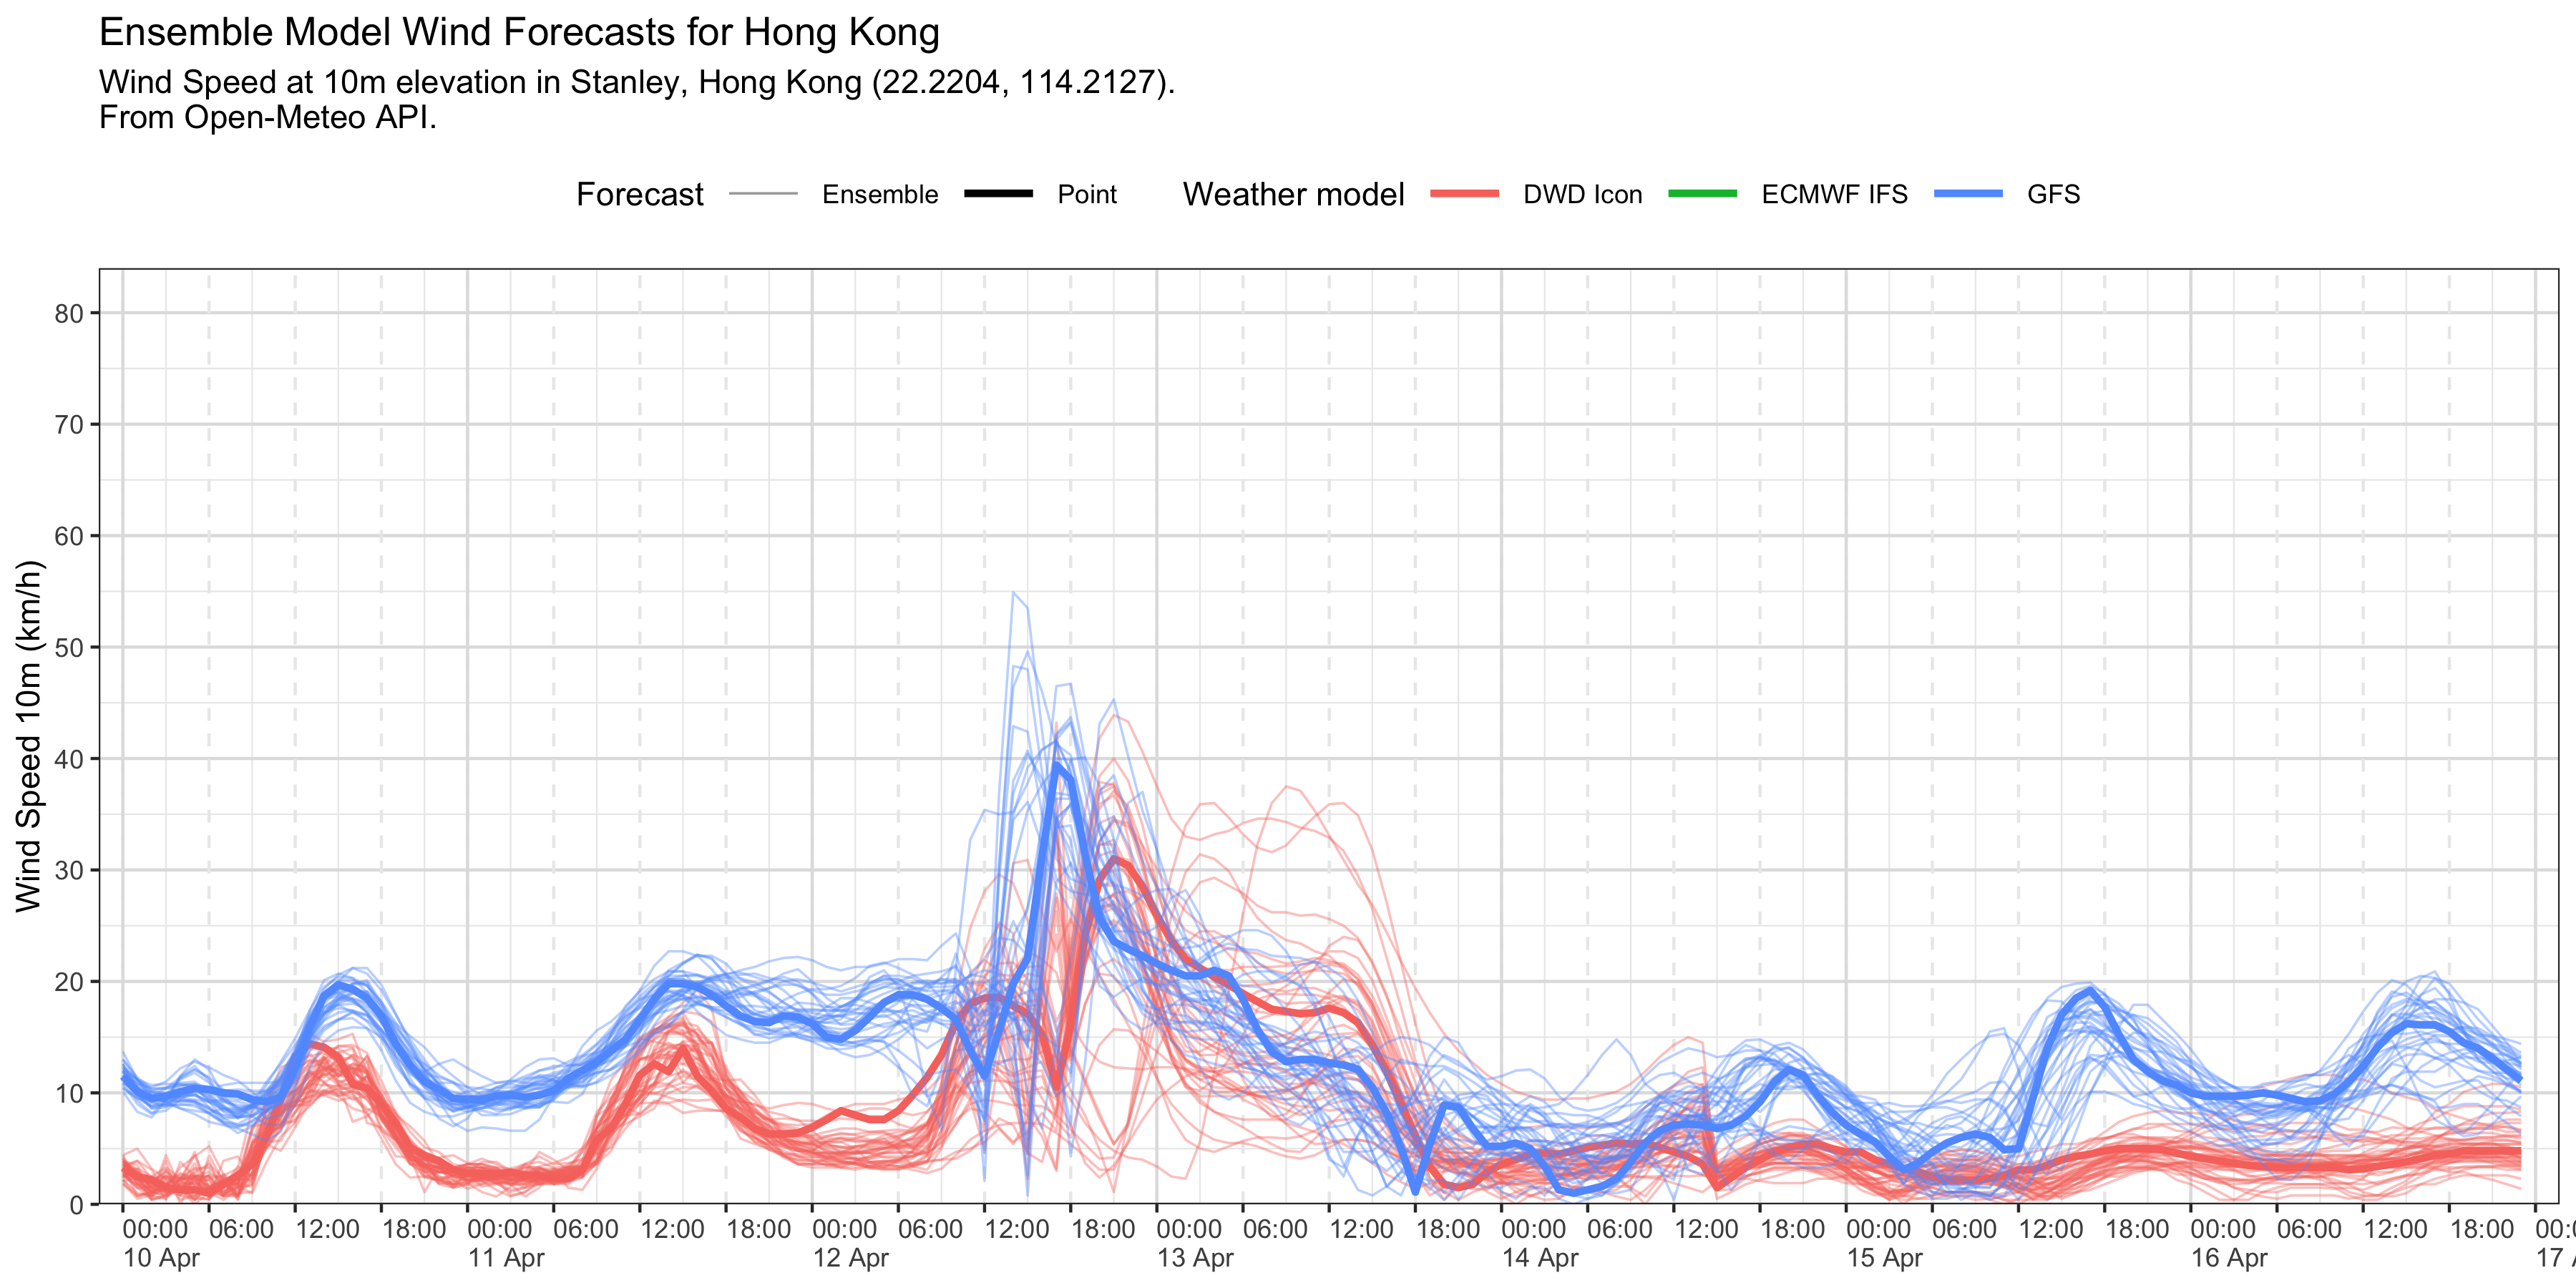 Ensemble Model Wind Forecasts for Hong Kong
Wind Speed at 10m elevation in Stanley, Hong Kong (22.2204, 114.2127).
From Open-Meteo API.
Forecast Ensemble Point Weather model DWD Icon ECMWF IFS GFS
Wind Speed 10m (km/h)
80
70
60
50
40
30
20
10
0
00:00 06:00 12:00 18:00 00:00 06:00 12:00 18:00 00:00 06:00 12:00 18:00 00:00 06:00 12:00 18:00 00:00 06:00 12:00 18:00 00:00 06:00 12:00 18:00 00:00 06:00 12:00 18:00 00:0
10 Apr 11 Apr 12 Apr 13 Apr 14 Apr 15 Apr 16 Apr 17 A